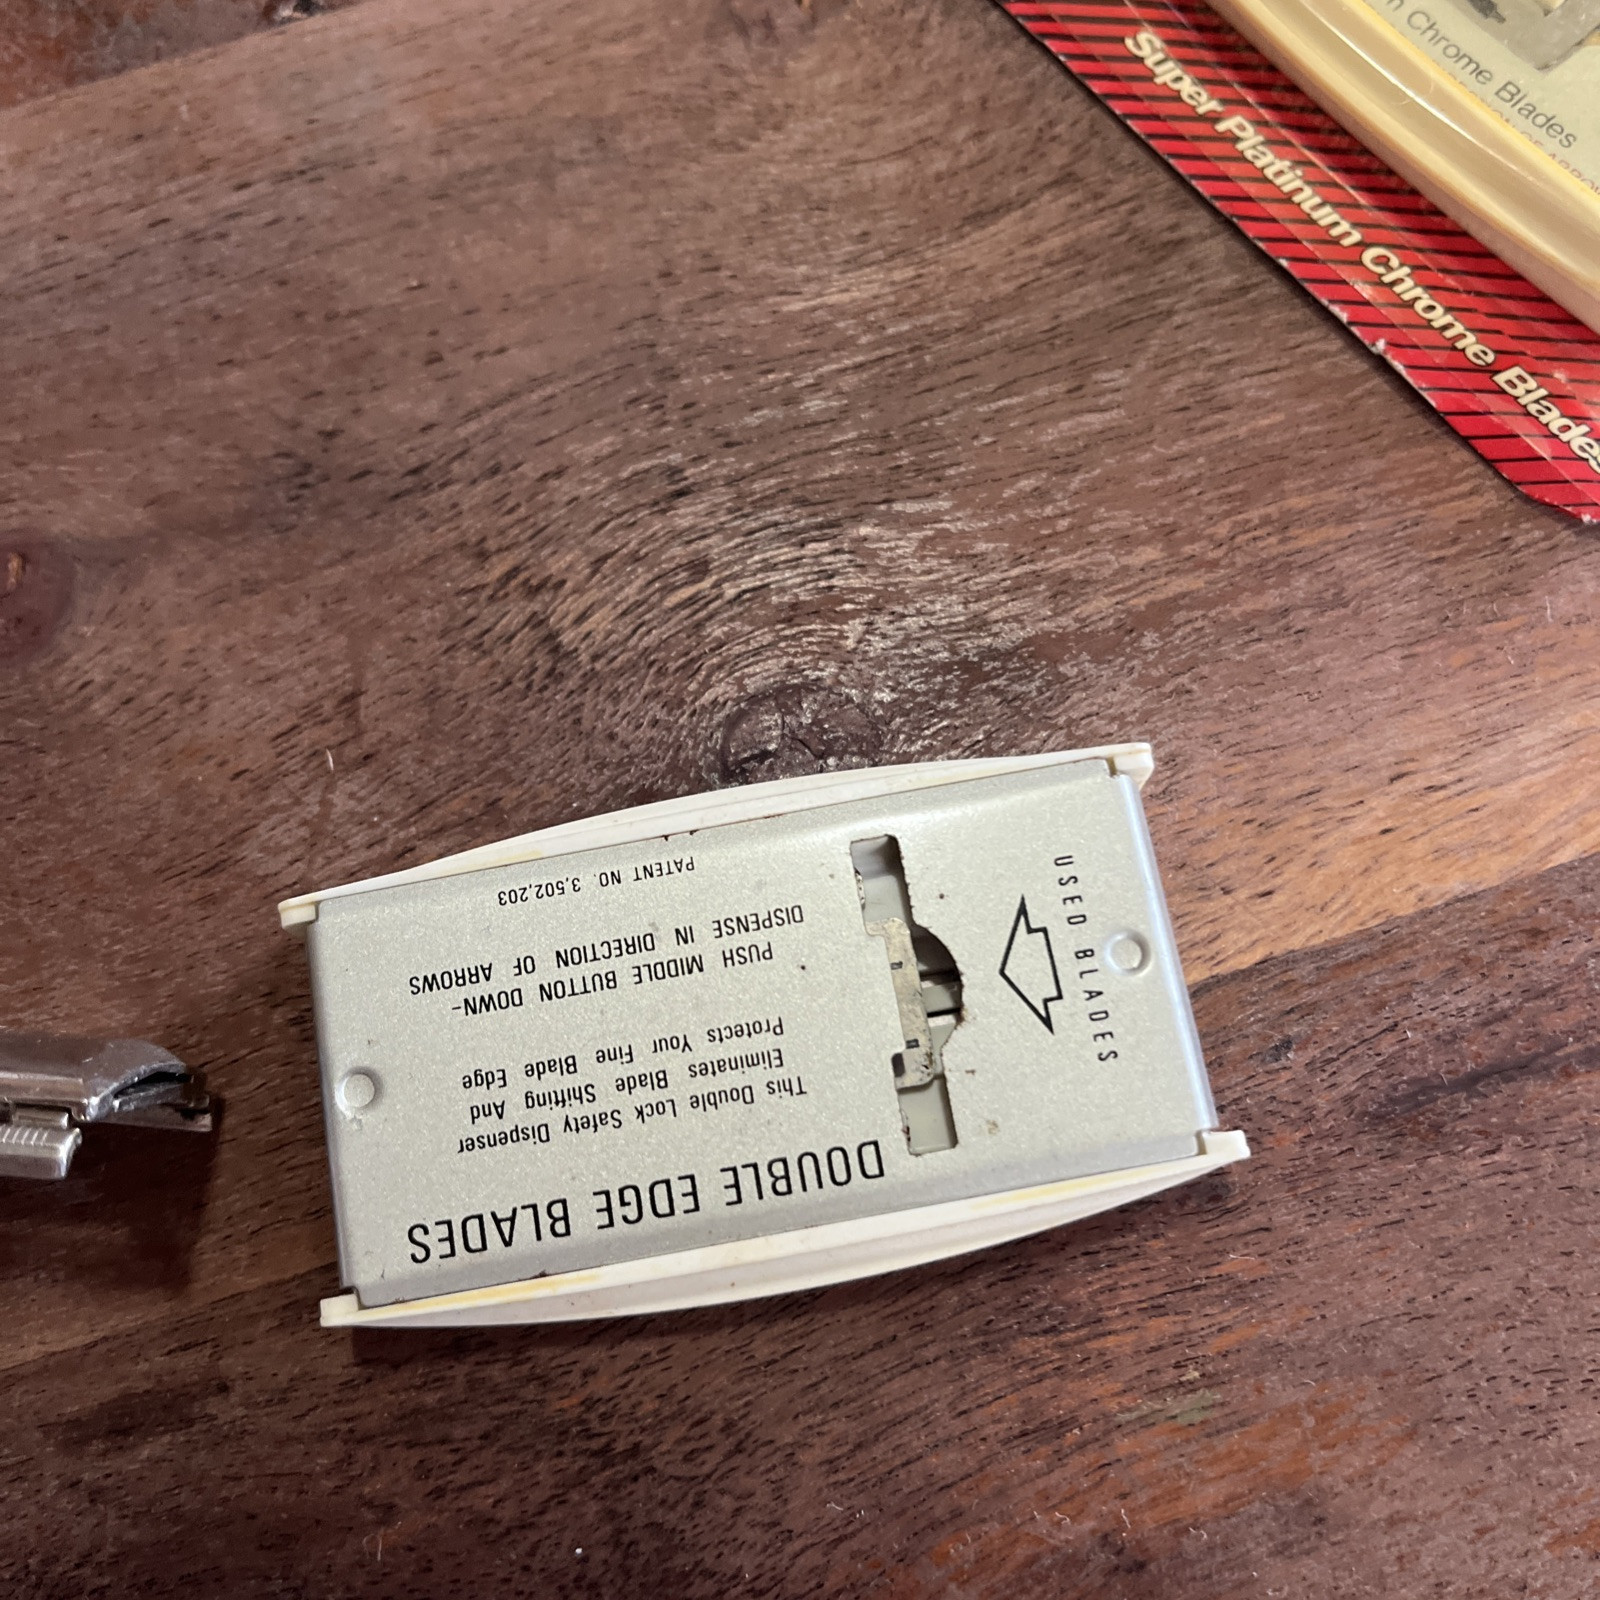 DOUBLE EDGE BLADES
This Double Lock Safety Dispenser
Eliminates Blade Shifting And
Protects Your Fine Blade Edge
PUSH MIDDLE BUTTON DOWN-
DISPENSE IN DIRECTION OF ARROWS
PATENT NO. 3,502,203
USED BLADES
Super Platinum Chrome Blades
Chrome Blades